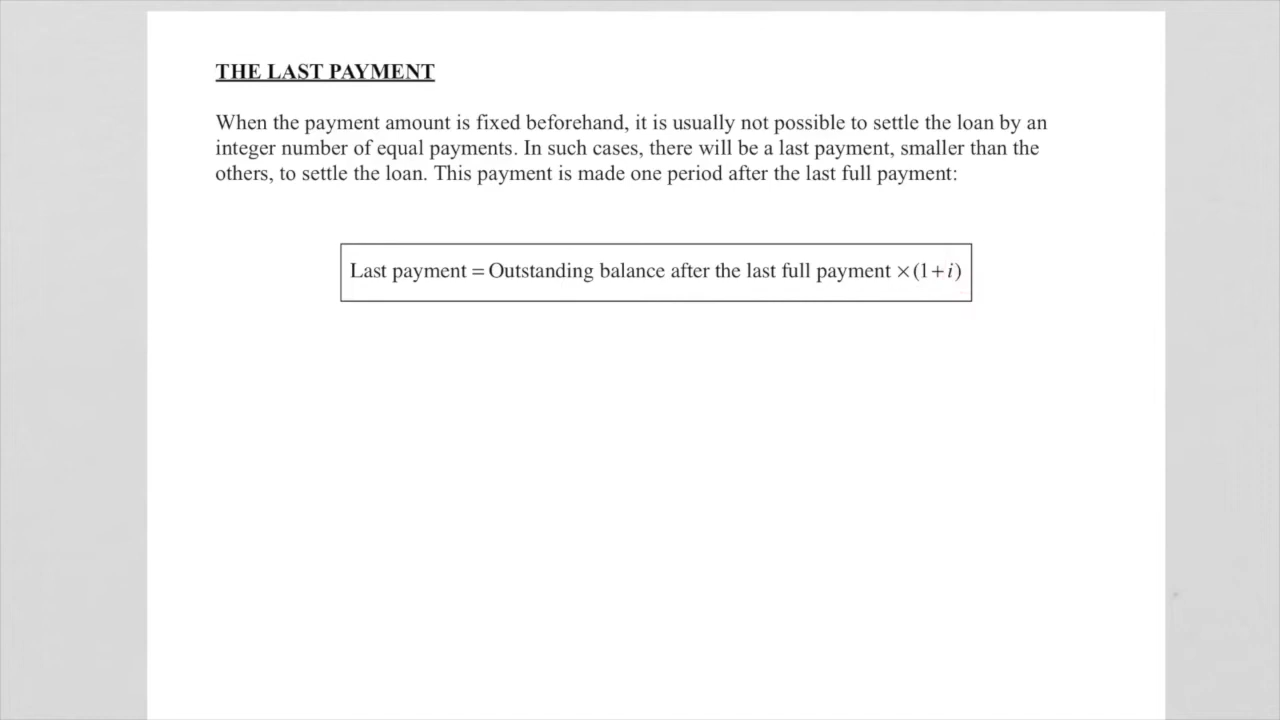 THE LAST PAYMENT
When the payment amount is fixed beforehand, it is usually not possible to settle the loan by an
integer number of equal payments. In such cases, there will be a last payment, smaller than the
others, to settle the loan. This payment is made one period after the last full payment:
Last payment = Outstanding balance after the last full payment ×(1+i)